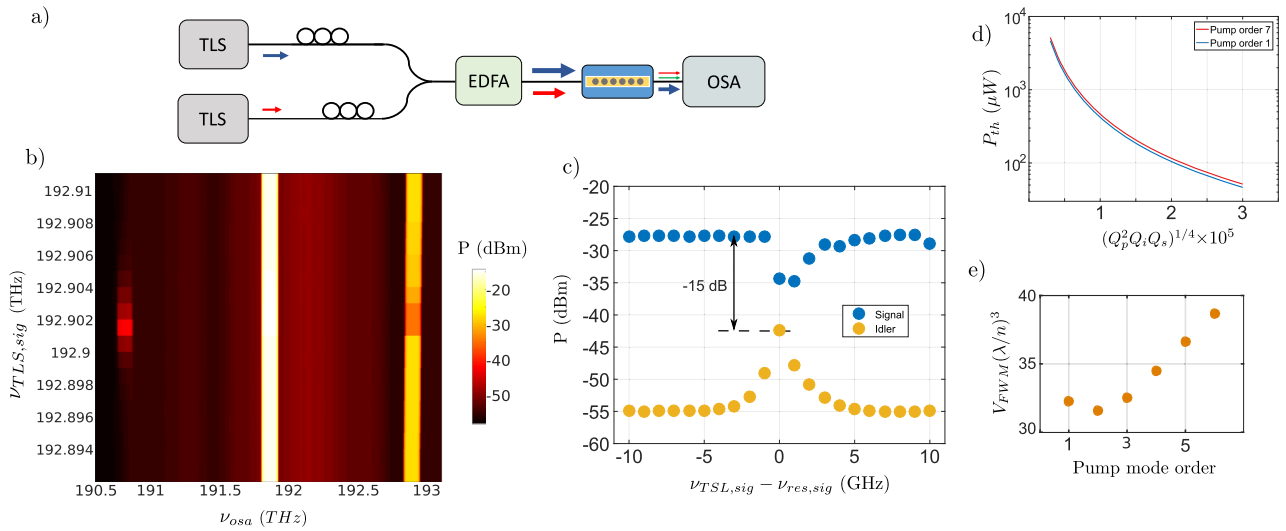 a)
TLS
TLS
EDFA
OSA
b)
192.91
192.908
192.906
192.904
192.902
192.9
192.898
192.896
192.894
ν_{TLS,sig} (THz)
190.5 191 191.5 192 192.5 193
ν_{osa} (THz)
P (dBm)
-20
-30
-40
-50
c)
-20
-25
-30
-35
-40
-45
-50
-55
-60
P (dBm)
-15 dB
Signal
Idler
-10 -5 0 5 10
ν_{TSL,sig} − ν_{res,sig} (GHz)
d)
10^4
10^3
10^2
P_{th} (μW)
Pump order 7
Pump order 1
1 2 3
(Q_p^2Q_iQ_s)^{1/4}×10^5
e)
40
35
30
V_{FWM}(λ/n)^3
1 3 5
Pump mode order